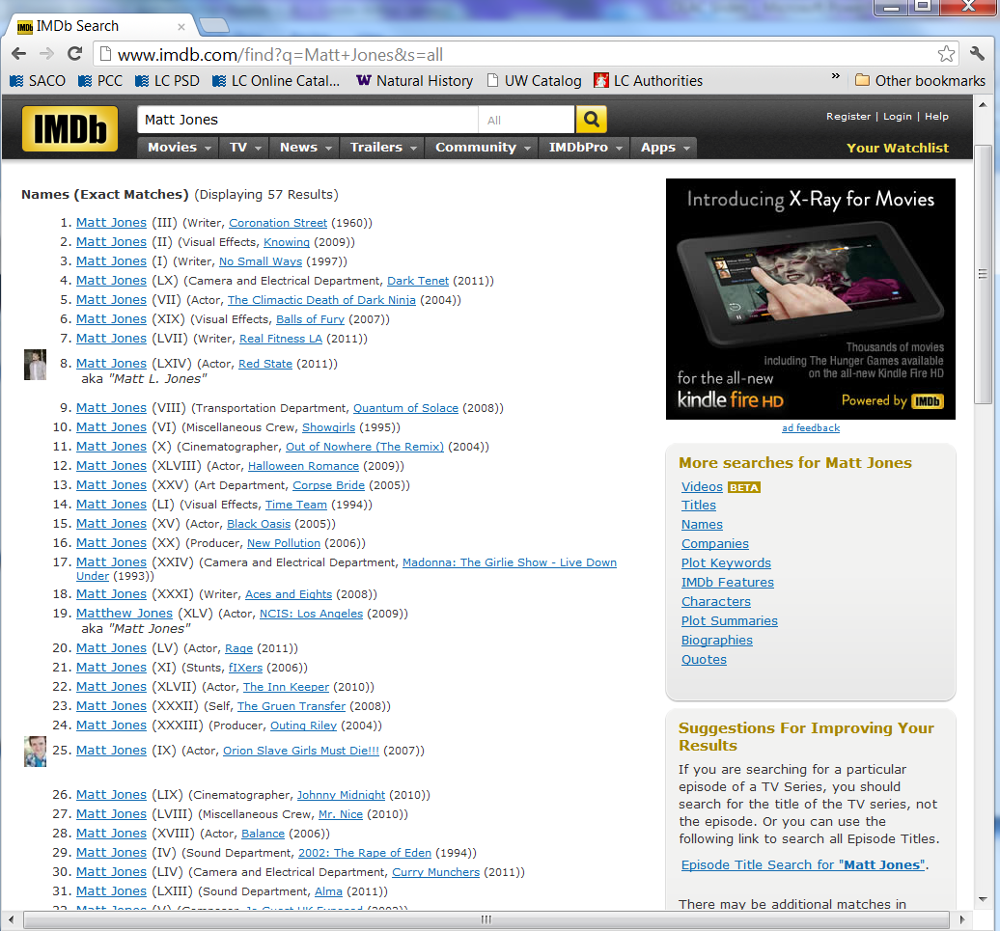 IMDb IMDb Search
www.imdb.com/find?q=Matt+Jones&s=all
SACO PCC LC PSD LC Online Catal... W Natural History UW Catalog LC Authorities » Other bookmarks
IMDb Matt Jones All Register | Login | Help
Movies TV News Trailers Community IMDbPro Apps Your Watchlist
Names (Exact Matches) (Displaying 57 Results)
1. Matt Jones (III) (Writer, Coronation Street (1960))
2. Matt Jones (II) (Visual Effects, Knowing (2009))
3. Matt Jones (I) (Writer, No Small Ways (1997))
4. Matt Jones (LX) (Camera and Electrical Department, Dark Tenet (2011))
5. Matt Jones (VII) (Actor, The Climactic Death of Dark Ninja (2004))
6. Matt Jones (XIX) (Visual Effects, Balls of Fury (2007))
7. Matt Jones (LVII) (Writer, Real Fitness LA (2011))
8. Matt Jones (LXIV) (Actor, Red State (2011))
aka "Matt L. Jones"
9. Matt Jones (VIII) (Transportation Department, Quantum of Solace (2008))
10. Matt Jones (VI) (Miscellaneous Crew, Showgirls (1995))
11. Matt Jones (X) (Cinematographer, Out of Nowhere (The Remix) (2004))
12. Matt Jones (XLVIII) (Actor, Halloween Romance (2009))
13. Matt Jones (XXV) (Art Department, Corpse Bride (2005))
14. Matt Jones (LI) (Visual Effects, Time Team (1994))
15. Matt Jones (XV) (Actor, Black Oasis (2005))
16. Matt Jones (XX) (Producer, New Pollution (2006))
17. Matt Jones (XXIV) (Camera and Electrical Department, Madonna: The Girlie Show - Live Down
Under (1993))
18. Matt Jones (XXXI) (Writer, Aces and Eights (2008))
19. Matthew Jones (XLV) (Actor, NCIS: Los Angeles (2009))
aka "Matt Jones"
20. Matt Jones (LV) (Actor, Rage (2011))
21. Matt Jones (XI) (Stunts, fIXers (2006))
22. Matt Jones (XLVII) (Actor, The Inn Keeper (2010))
23. Matt Jones (XXXII) (Self, The Gruen Transfer (2008))
24. Matt Jones (XXXIII) (Producer, Outing Riley (2004))
25. Matt Jones (IX) (Actor, Orion Slave Girls Must Die!!! (2007))
26. Matt Jones (LIX) (Cinematographer, Johnny Midnight (2010))
27. Matt Jones (LVIII) (Miscellaneous Crew, Mr. Nice (2010))
28. Matt Jones (XVIII) (Actor, Balance (2006))
29. Matt Jones (IV) (Sound Department, 2002: The Rape of Eden (1994))
30. Matt Jones (LIV) (Camera and Electrical Department, Curry Munchers (2011))
31. Matt Jones (LXIII) (Sound Department, Alma (2011))
Introducing X-Ray for Movies
Thousands of movies
including The Hunger Games available
on the all-new Kindle Fire HD
for the all-new
kindle fire HD
Powered by IMDb
ad feedback
More searches for Matt Jones
Videos BETA
Titles
Names
Companies
Plot Keywords
IMDb Features
Characters
Plot Summaries
Biographies
Quotes
Suggestions For Improving Your
Results
If you are searching for a particular
episode of a TV Series, you should
search for the title of the TV series, not
the episode. Or you can use the
following link to search all Episode Titles.
Episode Title Search for "Matt Jones".
There may be additional matches in